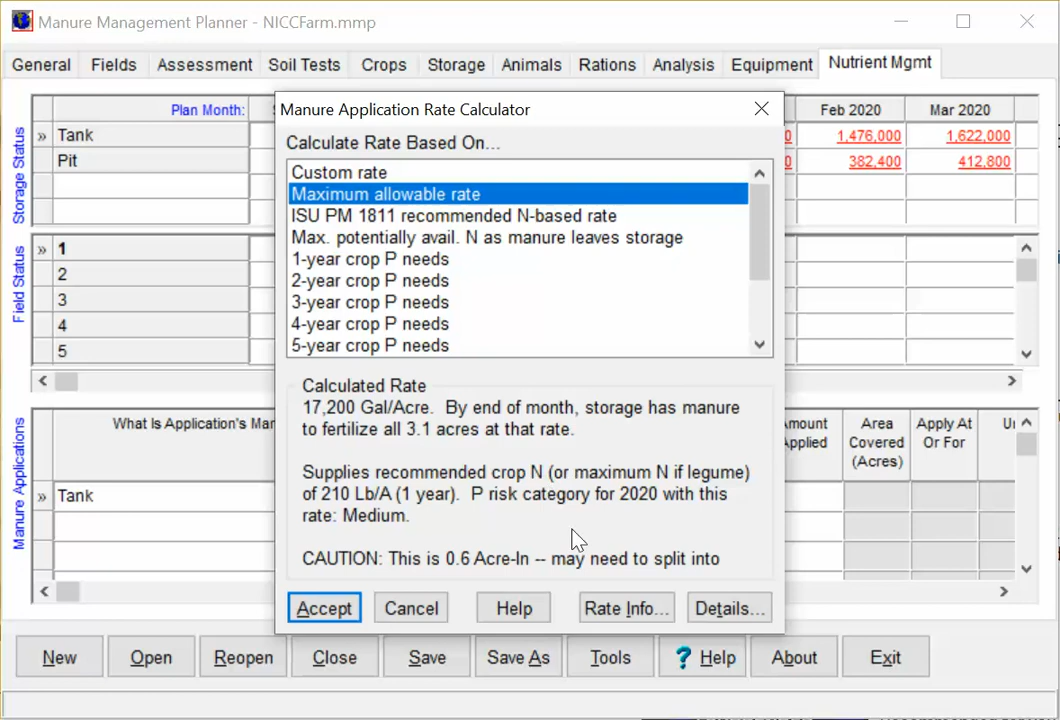 Manure Management Planner - NICCFarm.mmp
General Fields Assessment Soil Tests Crops Storage Animals Rations Analysis Equipment Nutrient Mgmt
Storage Status
Plan Month: Feb 2020 Mar 2020
» Tank 0 1,476,000 1,622,000
Pit 0 382,400 412,800
Manure Application Rate Calculator
Calculate Rate Based On...
Custom rate
Maximum allowable rate
ISU PM 1811 recommended N-based rate
Max. potentially avail. N as manure leaves storage
1-year crop P needs
2-year crop P needs
3-year crop P needs
4-year crop P needs
5-year crop P needs
Calculated Rate
17,200 Gal/Acre. By end of month, storage has manure
to fertilize all 3.1 acres at that rate.
Supplies recommended crop N (or maximum N if legume)
of 210 Lb/A (1 year). P risk category for 2020 with this
rate: Medium.
CAUTION: This is 0.6 Acre-In -- may need to split into
Accept Cancel Help Rate Info... Details...
Field Status
» 1
2
3
4
5
Manure Applications
What Is Application's Mar
mount
Applied
Area
Covered
(Acres)
Apply At
Or For
» Tank
New Open Reopen Close Save Save As Tools ? Help About Exit